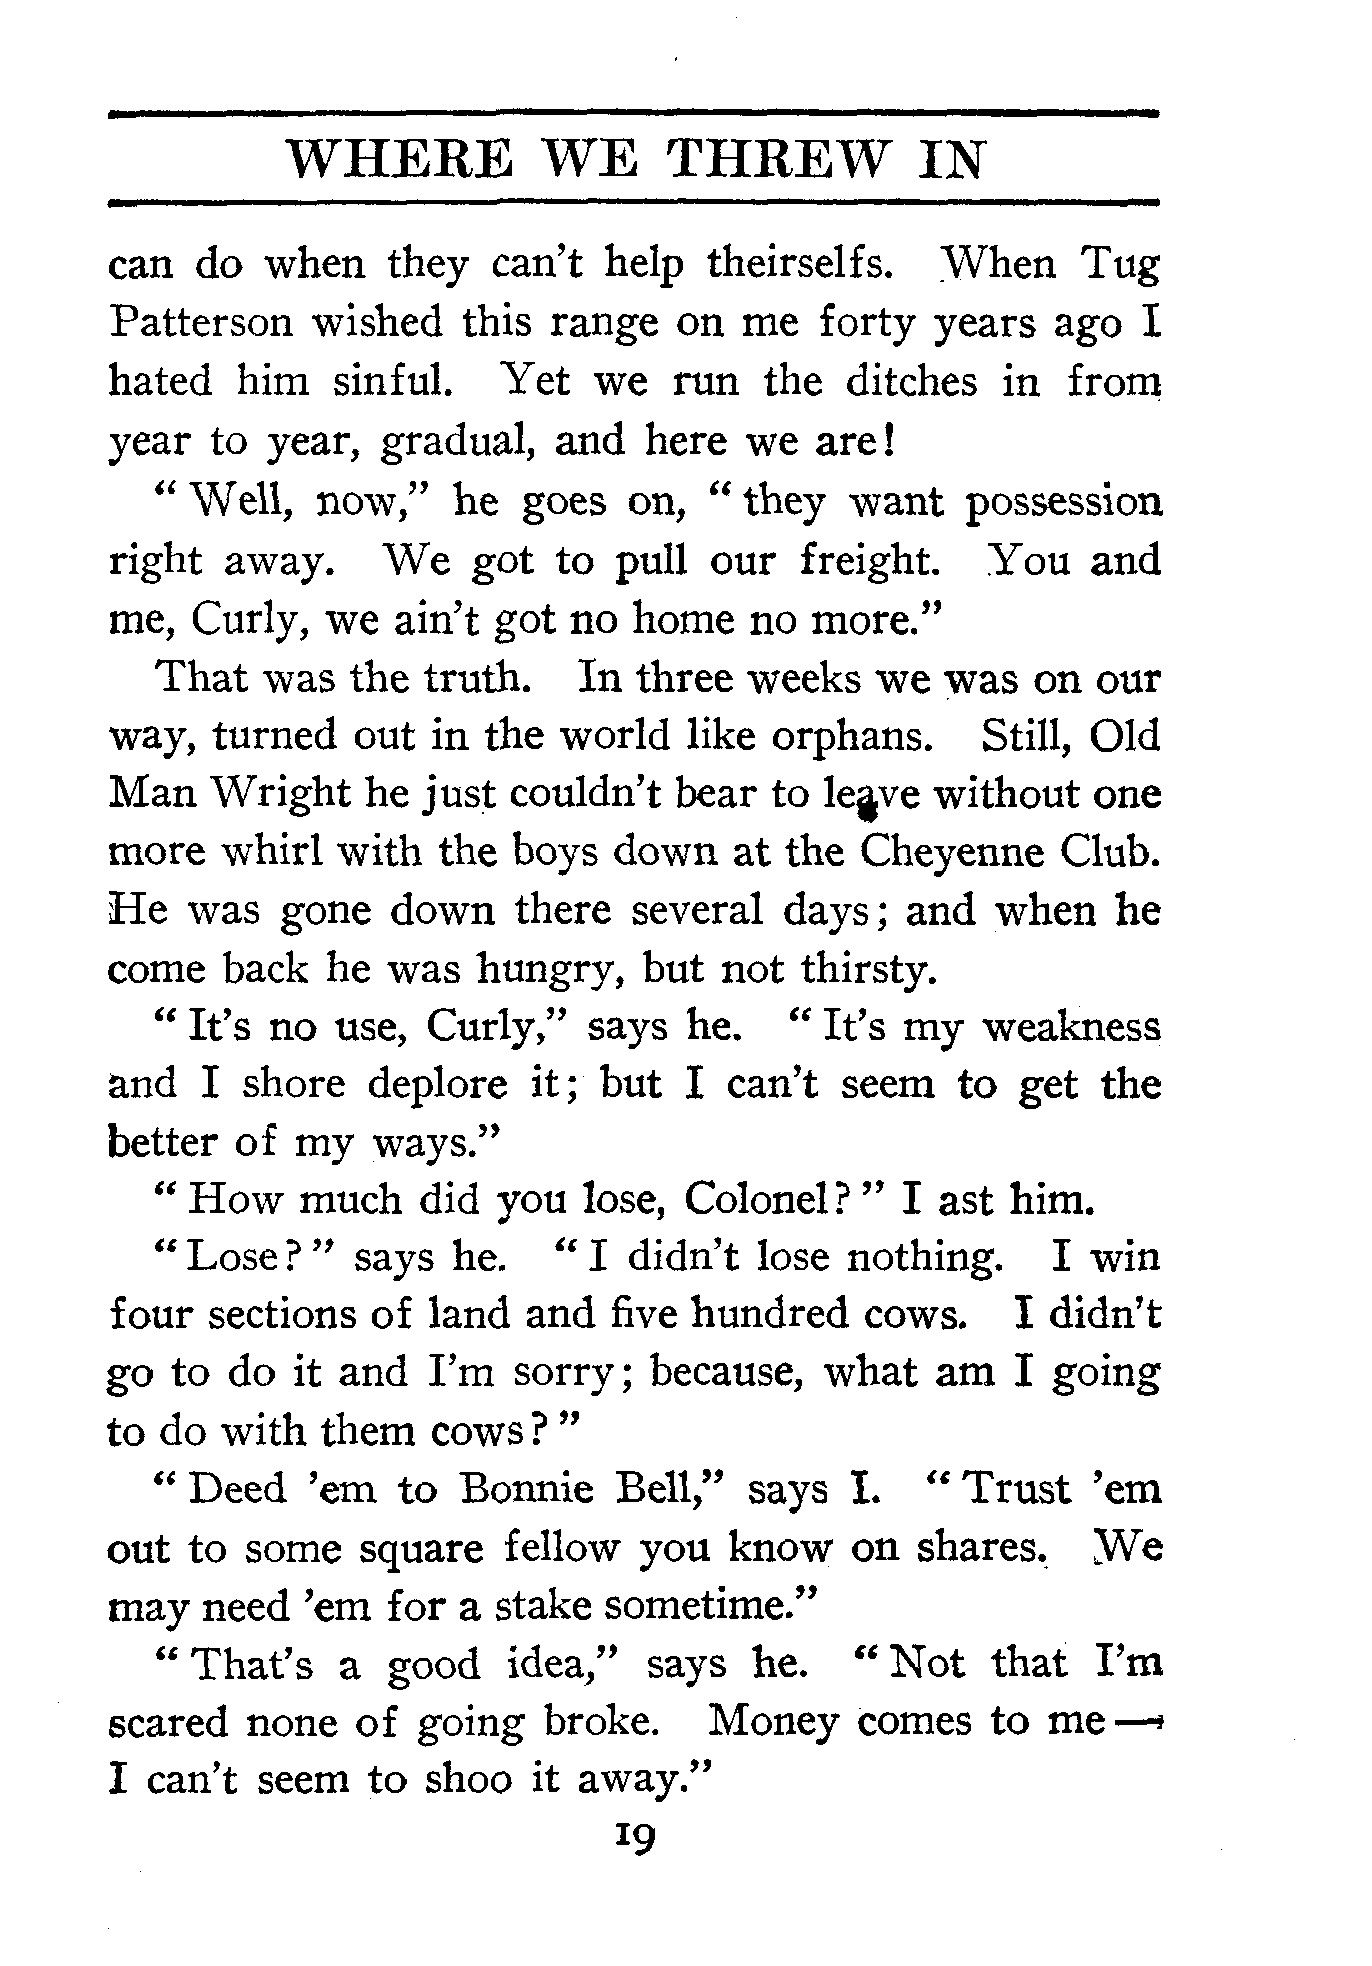 WHERE WE THREW IN
can do when they can't help theirselfs. When Tug
Patterson wished this range on me forty years ago I
hated him sinful. Yet we run the ditches in from
year to year, gradual, and here we are!
" Well, now," he goes on, " they want possession
right away. We got to pull our freight. You and
me, Curly, we ain't got no home no more."
That was the truth. In three weeks we was on our
way, turned out in the world like orphans. Still, Old
Man Wright he just couldn't bear to leave without one
more whirl with the boys down at the Cheyenne Club.
He was gone down there several days; and when he
come back he was hungry, but not thirsty.
" It's no use, Curly," says he. " It's my weakness
and I shore deplore it; but I can't seem to get the
better of my ways."
" How much did you lose, Colonel? " I ast him.
" Lose? " says he. " I didn't lose nothing. I win
four sections of land and five hundred cows. I didn't
go to do it and I'm sorry; because, what am I going
to do with them cows? "
" Deed 'em to Bonnie Bell," says I. " Trust 'em
out to some square fellow you know on shares. We
may need 'em for a stake sometime."
" That's a good idea," says he. " Not that I'm
scared none of going broke. Money comes to me —
I can't seem to shoo it away."
19